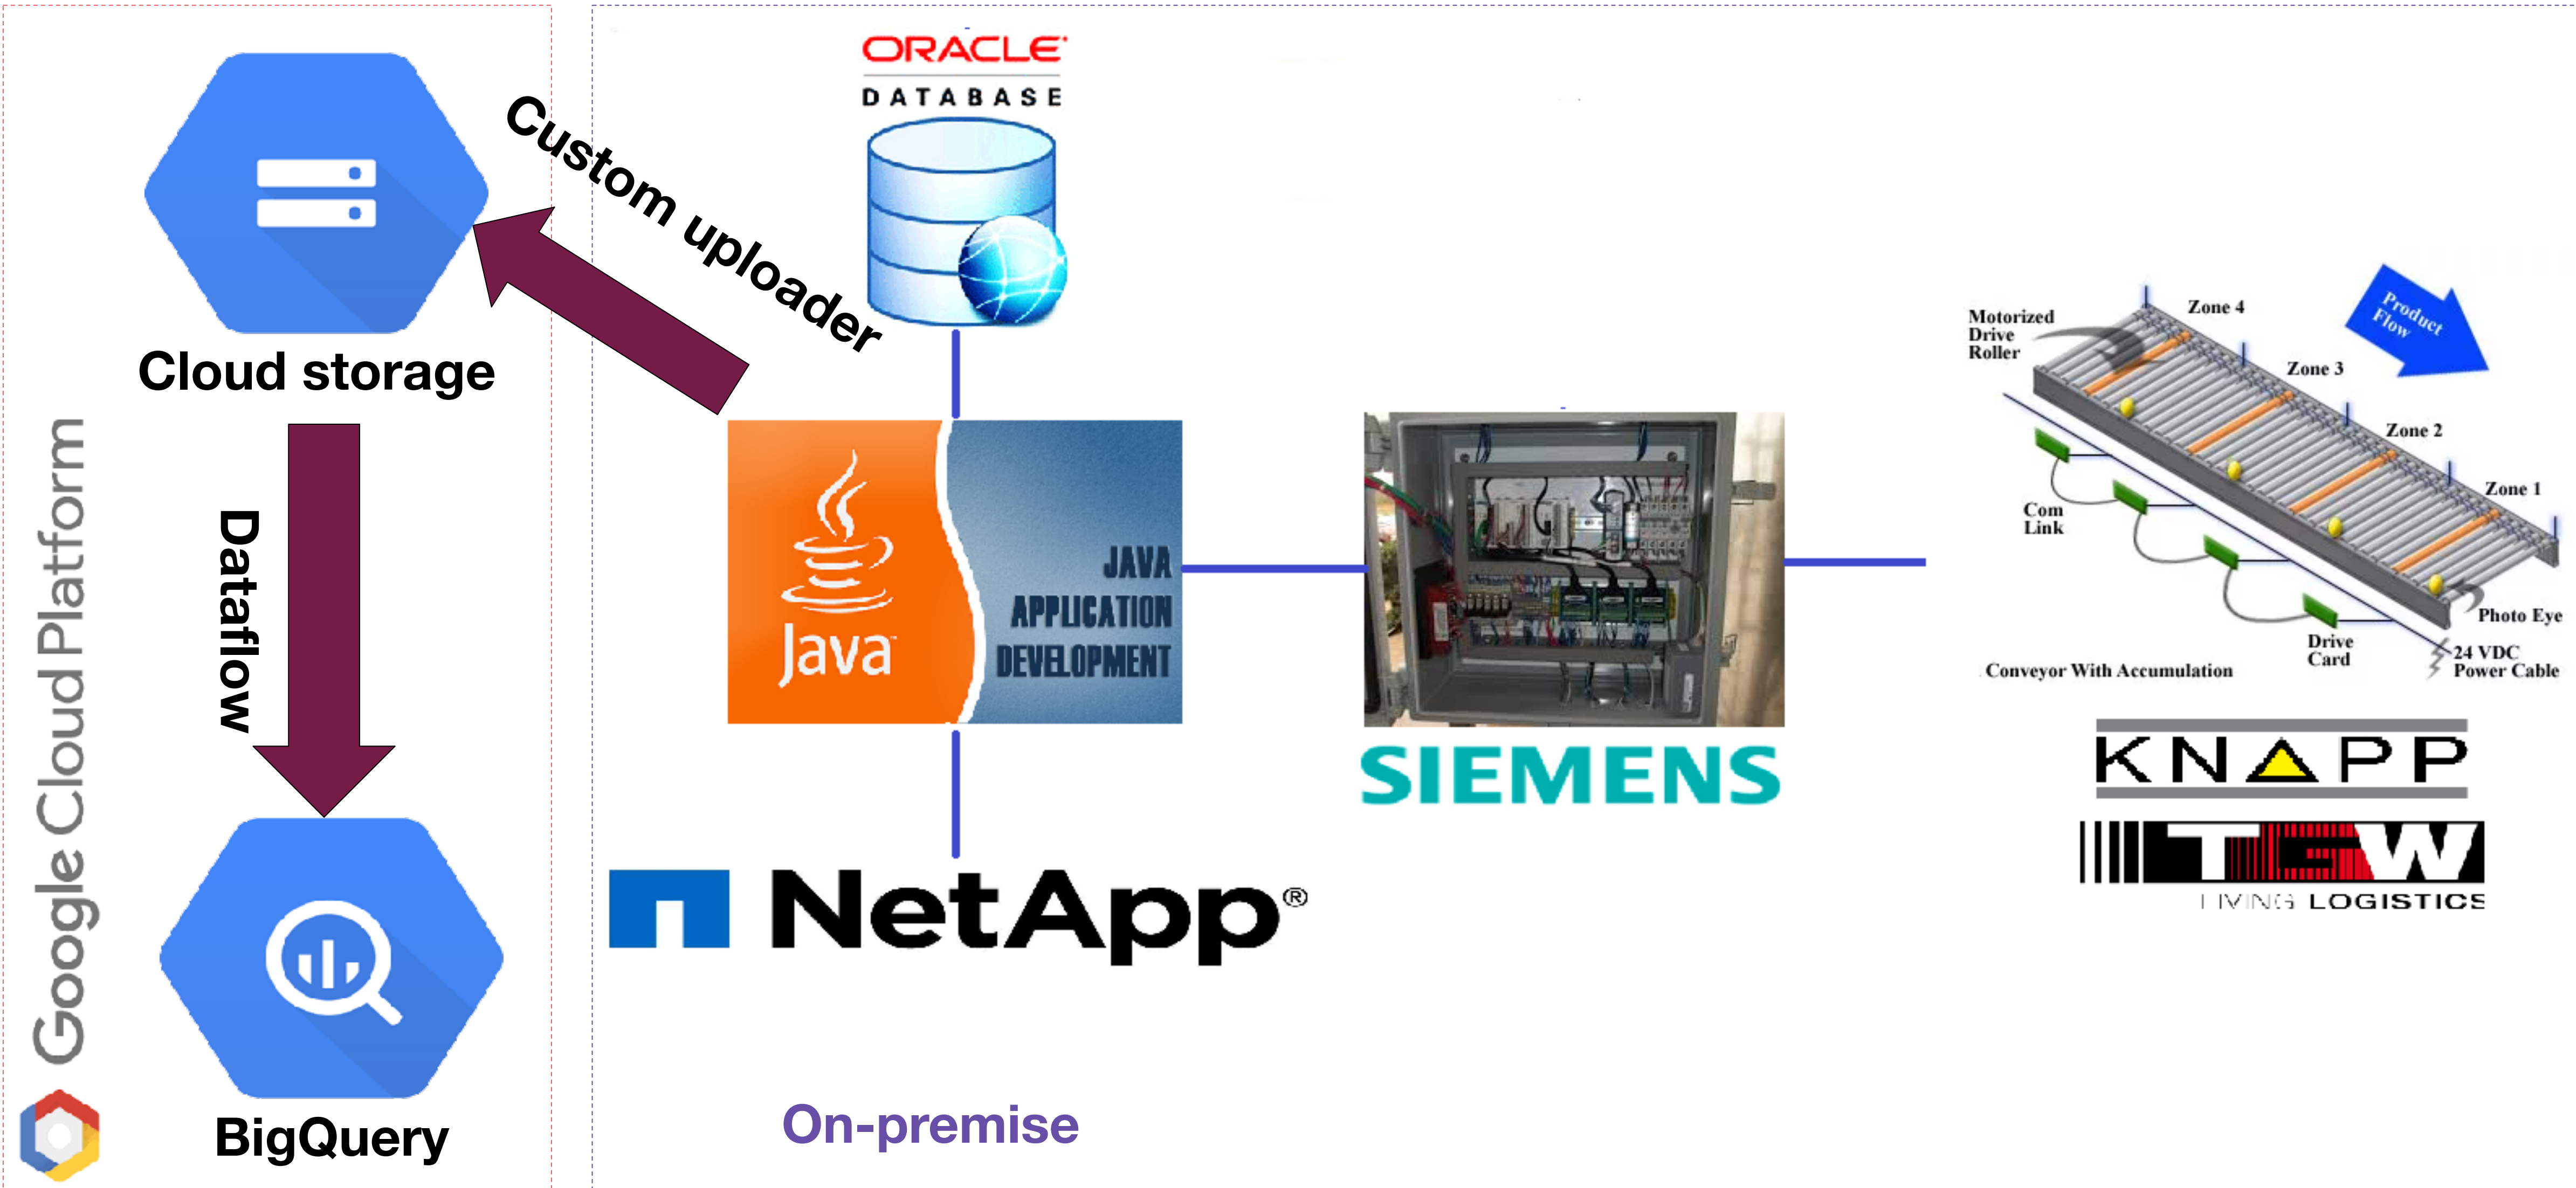 Google Cloud Platform
Cloud storage
Dataflow
BigQuery
Custom uploader
ORACLE
DATABASE
Java™
JAVA
APPLICATION
DEVELOPMENT
NetApp®
On-premise
SIEMENS
Product
Flow
Motorized
Drive
Roller
Zone 4
Zone 3
Zone 2
Zone 1
Com
Link
Photo Eye
Drive
Card
24 VDC
Power Cable
Conveyor With Accumulation
KNAPP
TGW
LIVING LOGISTICS